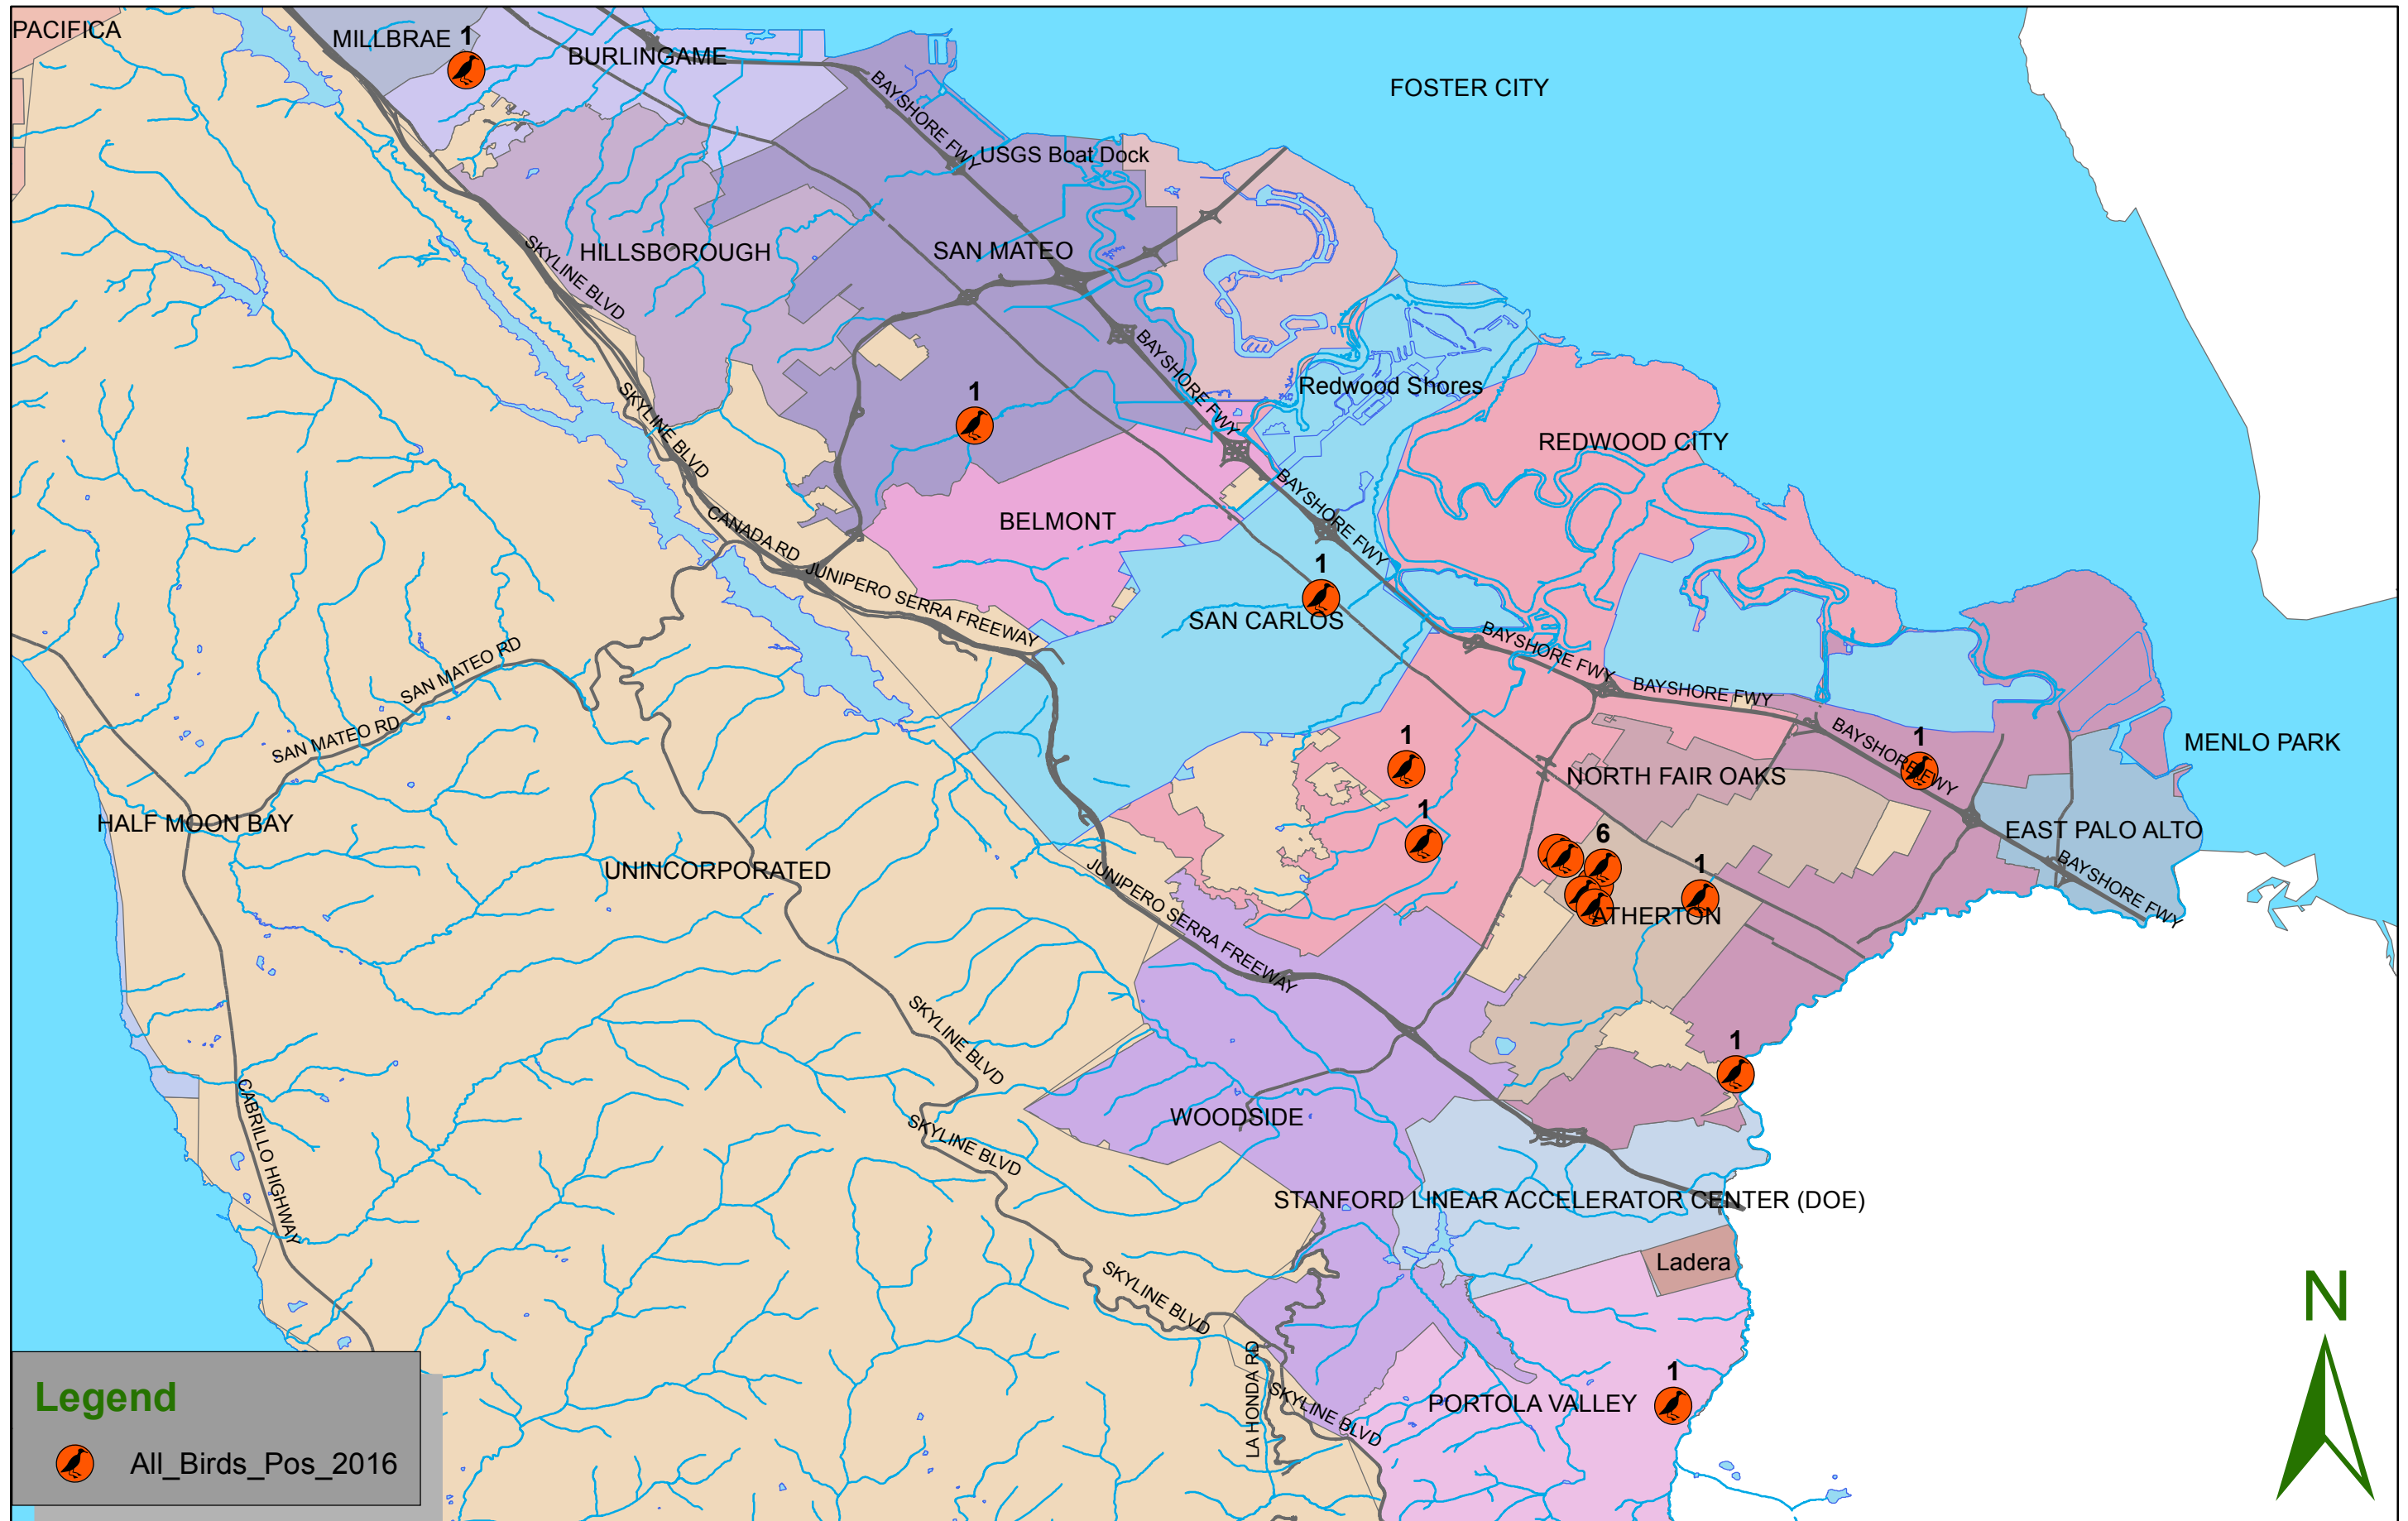 PACIFICA
MILLBRAE
1
BURLINGAME
FOSTER CITY
BAYSHORE FWY
USGS Boat Dock
HILLSBOROUGH
SAN MATEO
SKYLINE BLVD
BAYSHORE FWY
Redwood Shores
SKYLINE BLVD
1
REDWOOD CITY
BELMONT
BAYSHORE FWY
CANADA RD
JUNIPERO SERRA FREEWAY
1
SAN CARLOS
BAYSHORE FWY
SAN MATEO RD
SAN MATEO RD
BAYSHORE FWY
1
BAYSHORE FWY
1
MENLO PARK
NORTH FAIR OAKS
HALF MOON BAY
1
6
EAST PALO ALTO
UNINCORPORATED
JUNIPERO SERRA FREEWAY
1
BAYSHORE FWY
ATHERTON
SKYLINE BLVD
1
CABRILLO HIGHWAY
WOODSIDE
SKYLINE BLVD
STANFORD LINEAR ACCELERATOR CENTER (DOE)
Ladera
SKYLINE BLVD
N
LA HONDA RD
1
SKYLINE BLVD
PORTOLA VALLEY
Legend
All_Birds_Pos_2016